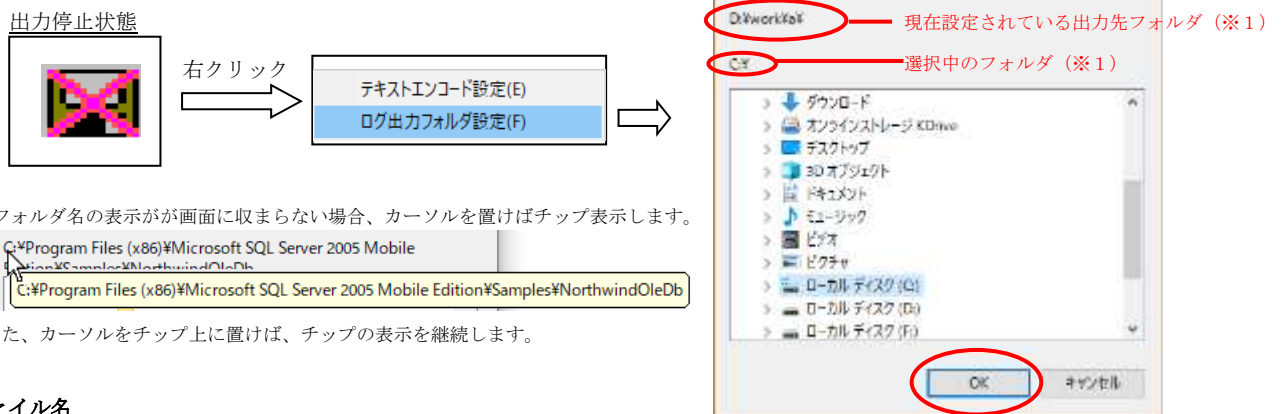 出力停止状態
右クリック
テキストエンコード設定(E)
ログ出力フォルダ設定(F)
D:¥work¥a¥
現在設定されている出力先フォルダ（※１）
C:¥
選択中のフォルダ（※１）
ダウンロード
オンラインストレージ KDrive
デスクトップ
3D オブジェクト
ドキュメント
ミュージック
ビデオ
ピクチャ
ローカル ディスク (C:)
ローカル ディスク (D:)
ローカル ディスク (F:)
OK
キャンセル
フォルダ名の表示がが画面に収まらない場合、カーソルを置けばチップ表示します。
C:¥Program Files (x86)¥Microsoft SQL Server 2005 Mobile
Edition¥Samples¥NorthwindOleDb
C:¥Program Files (x86)¥Microsoft SQL Server 2005 Mobile Edition¥Samples¥NorthwindOleDb
た、カーソルをチップ上に置けば、チップの表示を継続します。
ァイル名